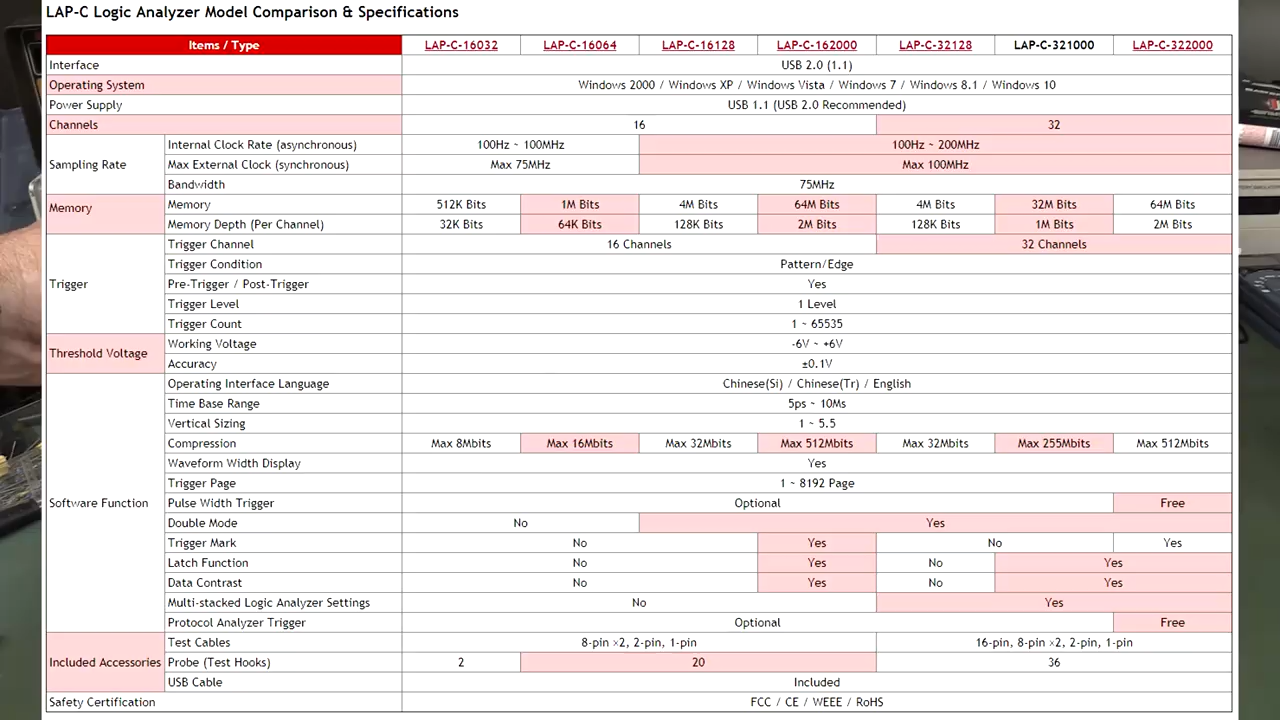 LAP-C Logic Analyzer Model Comparison & Specifications
Items / Type LAP-C-16032 LAP-C-16064 LAP-C-16128 LAP-C-162000 LAP-C-32128 LAP-C-321000 LAP-C-322000
Interface USB 2.0 (1.1)
Operating System Windows 2000 / Windows XP / Windows Vista / Windows 7 / Windows 8.1 / Windows 10
Power Supply USB 1.1 (USB 2.0 Recommended)
Channels 16 32
Sampling Rate Internal Clock Rate (asynchronous) 100Hz ~ 100MHz 100Hz ~ 200MHz
Max External Clock (synchronous) Max 75MHz Max 100MHz
Bandwidth 75MHz
Memory Memory 512K Bits 1M Bits 4M Bits 64M Bits 4M Bits 32M Bits 64M Bits
Memory Depth (Per Channel) 32K Bits 64K Bits 128K Bits 2M Bits 128K Bits 1M Bits 2M Bits
Trigger Trigger Channel 16 Channels 32 Channels
Trigger Condition Pattern/Edge
Pre-Trigger / Post-Trigger Yes
Trigger Level 1 Level
Trigger Count 1 ~ 65535
Threshold Voltage Working Voltage -6V ~ +6V
Accuracy ±0.1V
Software Function Operating Interface Language Chinese(Si) / Chinese(Tr) / English
Time Base Range 5ps ~ 10Ms
Vertical Sizing 1 ~ 5.5
Compression Max 8Mbits Max 16Mbits Max 32Mbits Max 512Mbits Max 32Mbits Max 255Mbits Max 512Mbits
Waveform Width Display Yes
Trigger Page 1 ~ 8192 Page
Pulse Width Trigger Optional Free
Double Mode No Yes
Trigger Mark No Yes No Yes
Latch Function No Yes No Yes
Data Contrast No Yes No Yes
Multi-stacked Logic Analyzer Settings No Yes
Protocol Analyzer Trigger Optional Free
Included Accessories Test Cables 8-pin ×2, 2-pin, 1-pin 16-pin, 8-pin ×2, 2-pin, 1-pin
Probe (Test Hooks) 2 20 36
USB Cable Included
Safety Certification FCC / CE / WEEE / RoHS